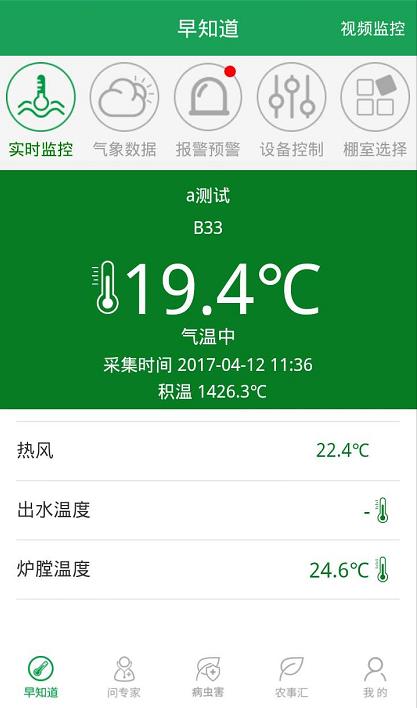 早知道 视频监控
实时监控 气象数据 报警预警 设备控制 棚室选择
a测试
B33
19.4℃
气温中
采集时间 2017-04-12 11:36
积温 1426.3℃
热风 22.4℃
出水温度 -
炉膛温度 24.6℃
早知道 问专家 病虫害 农事汇 我的